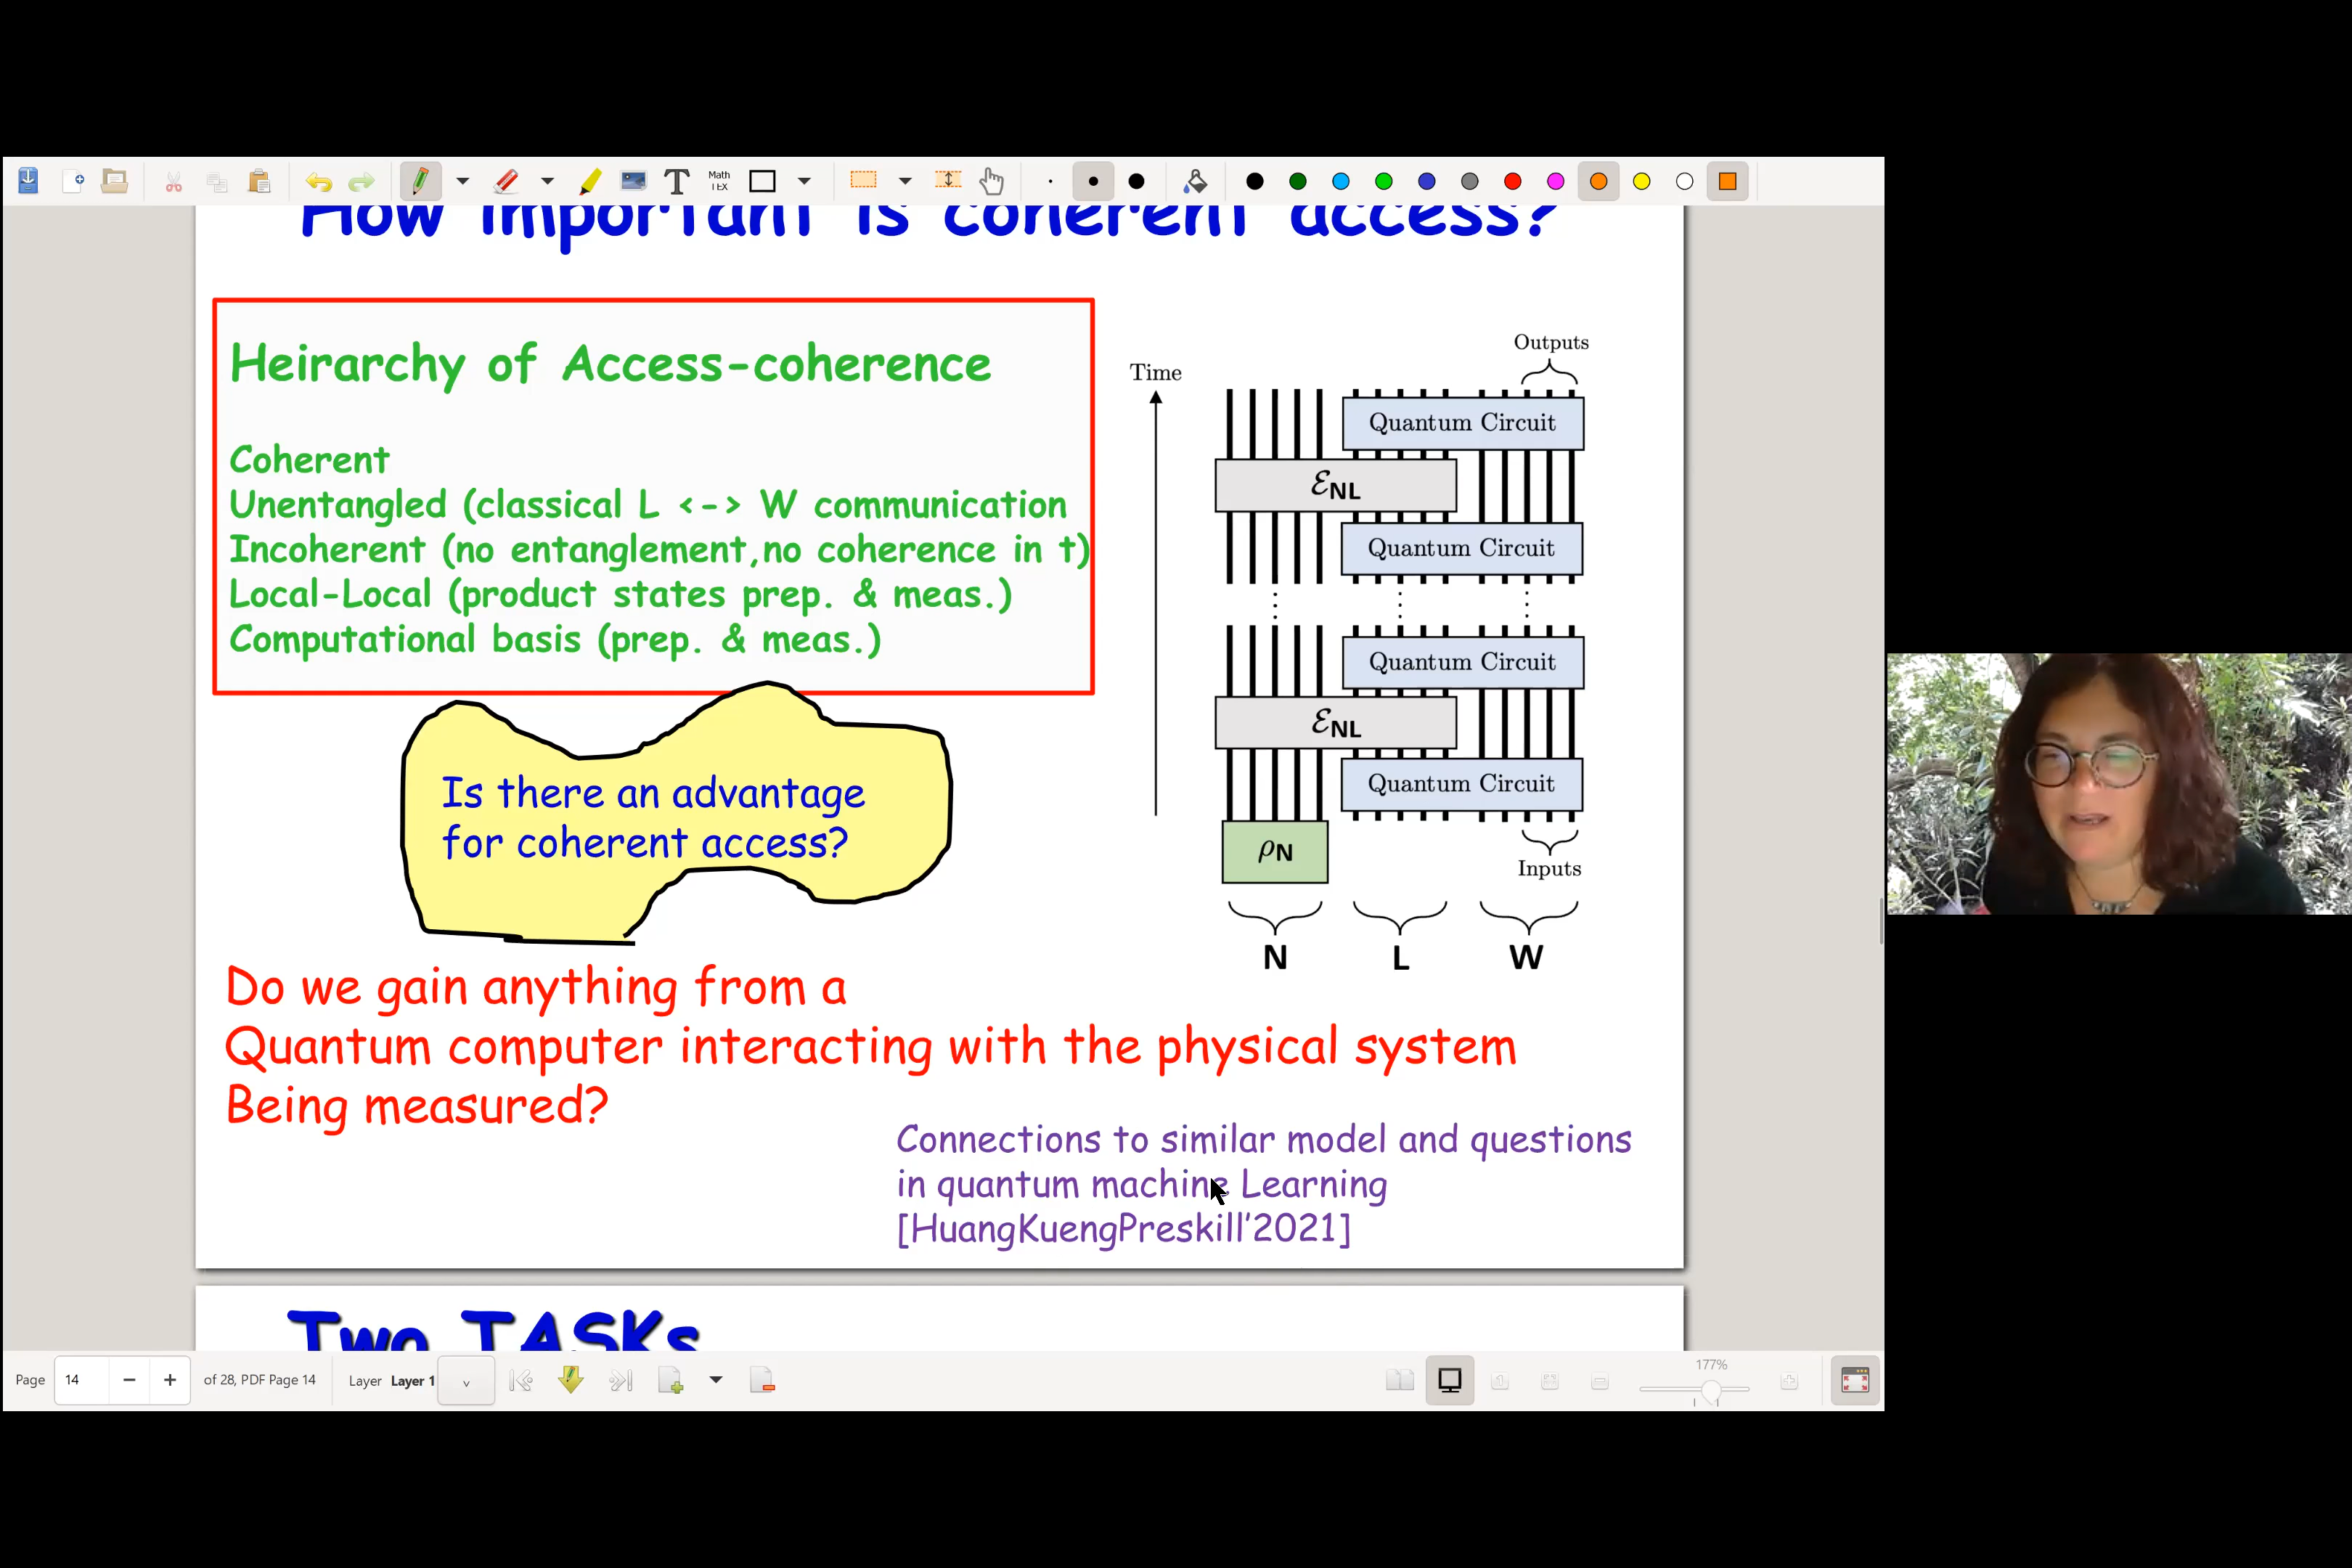 Math
TEX
How important is coherent access?
Heirarchy of Access-coherence
Coherent
Unentangled (classical L <-> W communication
Incoherent (no entanglement,no coherence in t)
Local-Local (product states prep. & meas.)
Computational basis (prep. & meas.)
Is there an advantage
for coherent access?
Do we gain anything from a
Quantum computer interacting with the physical system
Being measured?
Time
Outputs
Quantum Circuit
ℰNL
Quantum Circuit
Quantum Circuit
ℰNL
Quantum Circuit
ρN
Inputs
N L W
Connections to similar model and questions
in quantum machine Learning
[HuangKuengPreskill'2021]
Two TASKs
Page 14 of 28, PDF Page 14 Layer Layer 1 177%